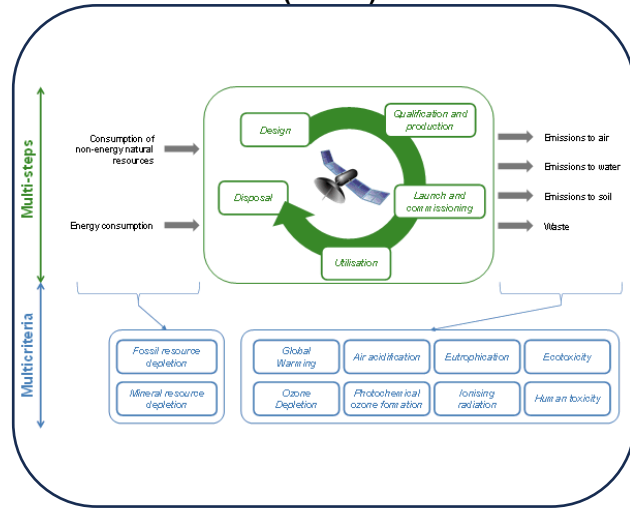 Multi-steps
Consumption of
non-energy natural
resources
Energy consumption
Design
Qualification and
production
Launch and
commissioning
Utilisation
Disposal
Emissions to air
Emissions to water
Emissions to soil
Waste
Multicriteria
Fossil resource
depletion
Mineral resource
depletion
Global
Warming
Air acidification
Eutrophication
Ecotoxicity
Ozone
Depletion
Photochemical
ozone formation
Ionising
radiation
Human toxicity